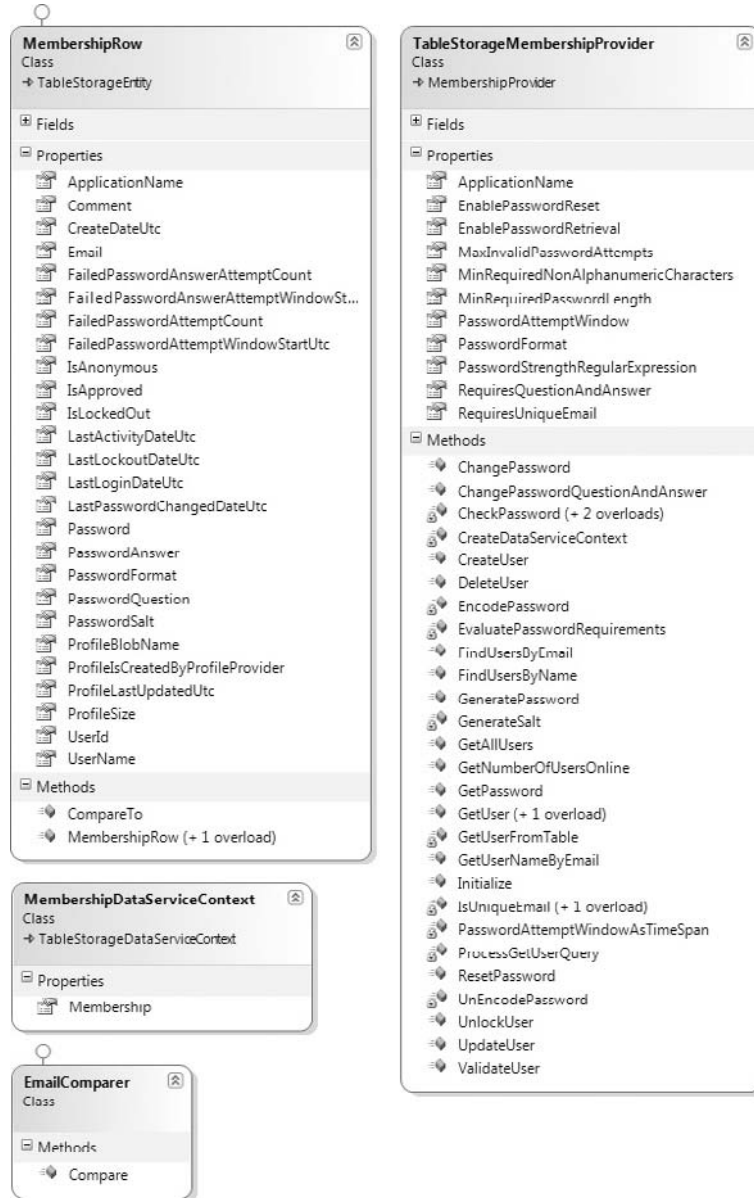 MembershipRow
Class
TableStorageEntity
Fields
Properties
ApplicationName
Comment
CreateDateUtc
Email
FailedPasswordAnswerAttemptCount
FailedPasswordAnswerAttemptWindowSt...
FailedPasswordAttemptCount
FailedPasswordAttemptWindowStartUtc
IsAnonymous
IsApproved
IsLockedOut
LastActivityDateUtc
LastLockoutDateUtc
LastLoginDateUtc
LastPasswordChangedDateUtc
Password
PasswordAnswer
PasswordFormat
PasswordQuestion
PasswordSalt
ProfileBlobName
ProfileIsCreatedByProfileProvider
ProfileLastUpdatedUtc
ProfileSize
UserId
UserName
Methods
CompareTo
MembershipRow (+ 1 overload)
MembershipDataServiceContext
Class
TableStorageDataServiceContext
Properties
Membership
EmailComparer
Class
Methods
Compare
TableStorageMembershipProvider
Class
MembershipProvider
Fields
Properties
ApplicationName
EnablePasswordReset
EnablePasswordRetrieval
MaxInvalidPasswordAttempts
MinRequiredNonAlphanumericCharacters
MinRequiredPasswordLength
PasswordAttemptWindow
PasswordFormat
PasswordStrengthRegularExpression
RequiresQuestionAndAnswer
RequiresUniqueEmail
Methods
ChangePassword
ChangePasswordQuestionAndAnswer
CheckPassword (+ 2 overloads)
CreateDataServiceContext
CreateUser
DeleteUser
EncodePassword
EvaluatePasswordRequirements
FindUsersByEmail
FindUsersByName
GeneratePassword
GenerateSalt
GetAllUsers
GetNumberOfUsersOnline
GetPassword
GetUser (+ 1 overload)
GetUserFromTable
GetUserNameByEmail
Initialize
IsUniqueEmail (+ 1 overload)
PasswordAttemptWindowAsTimeSpan
ProcessGetUserQuery
ResetPassword
UnEncodePassword
UnlockUser
UpdateUser
ValidateUser